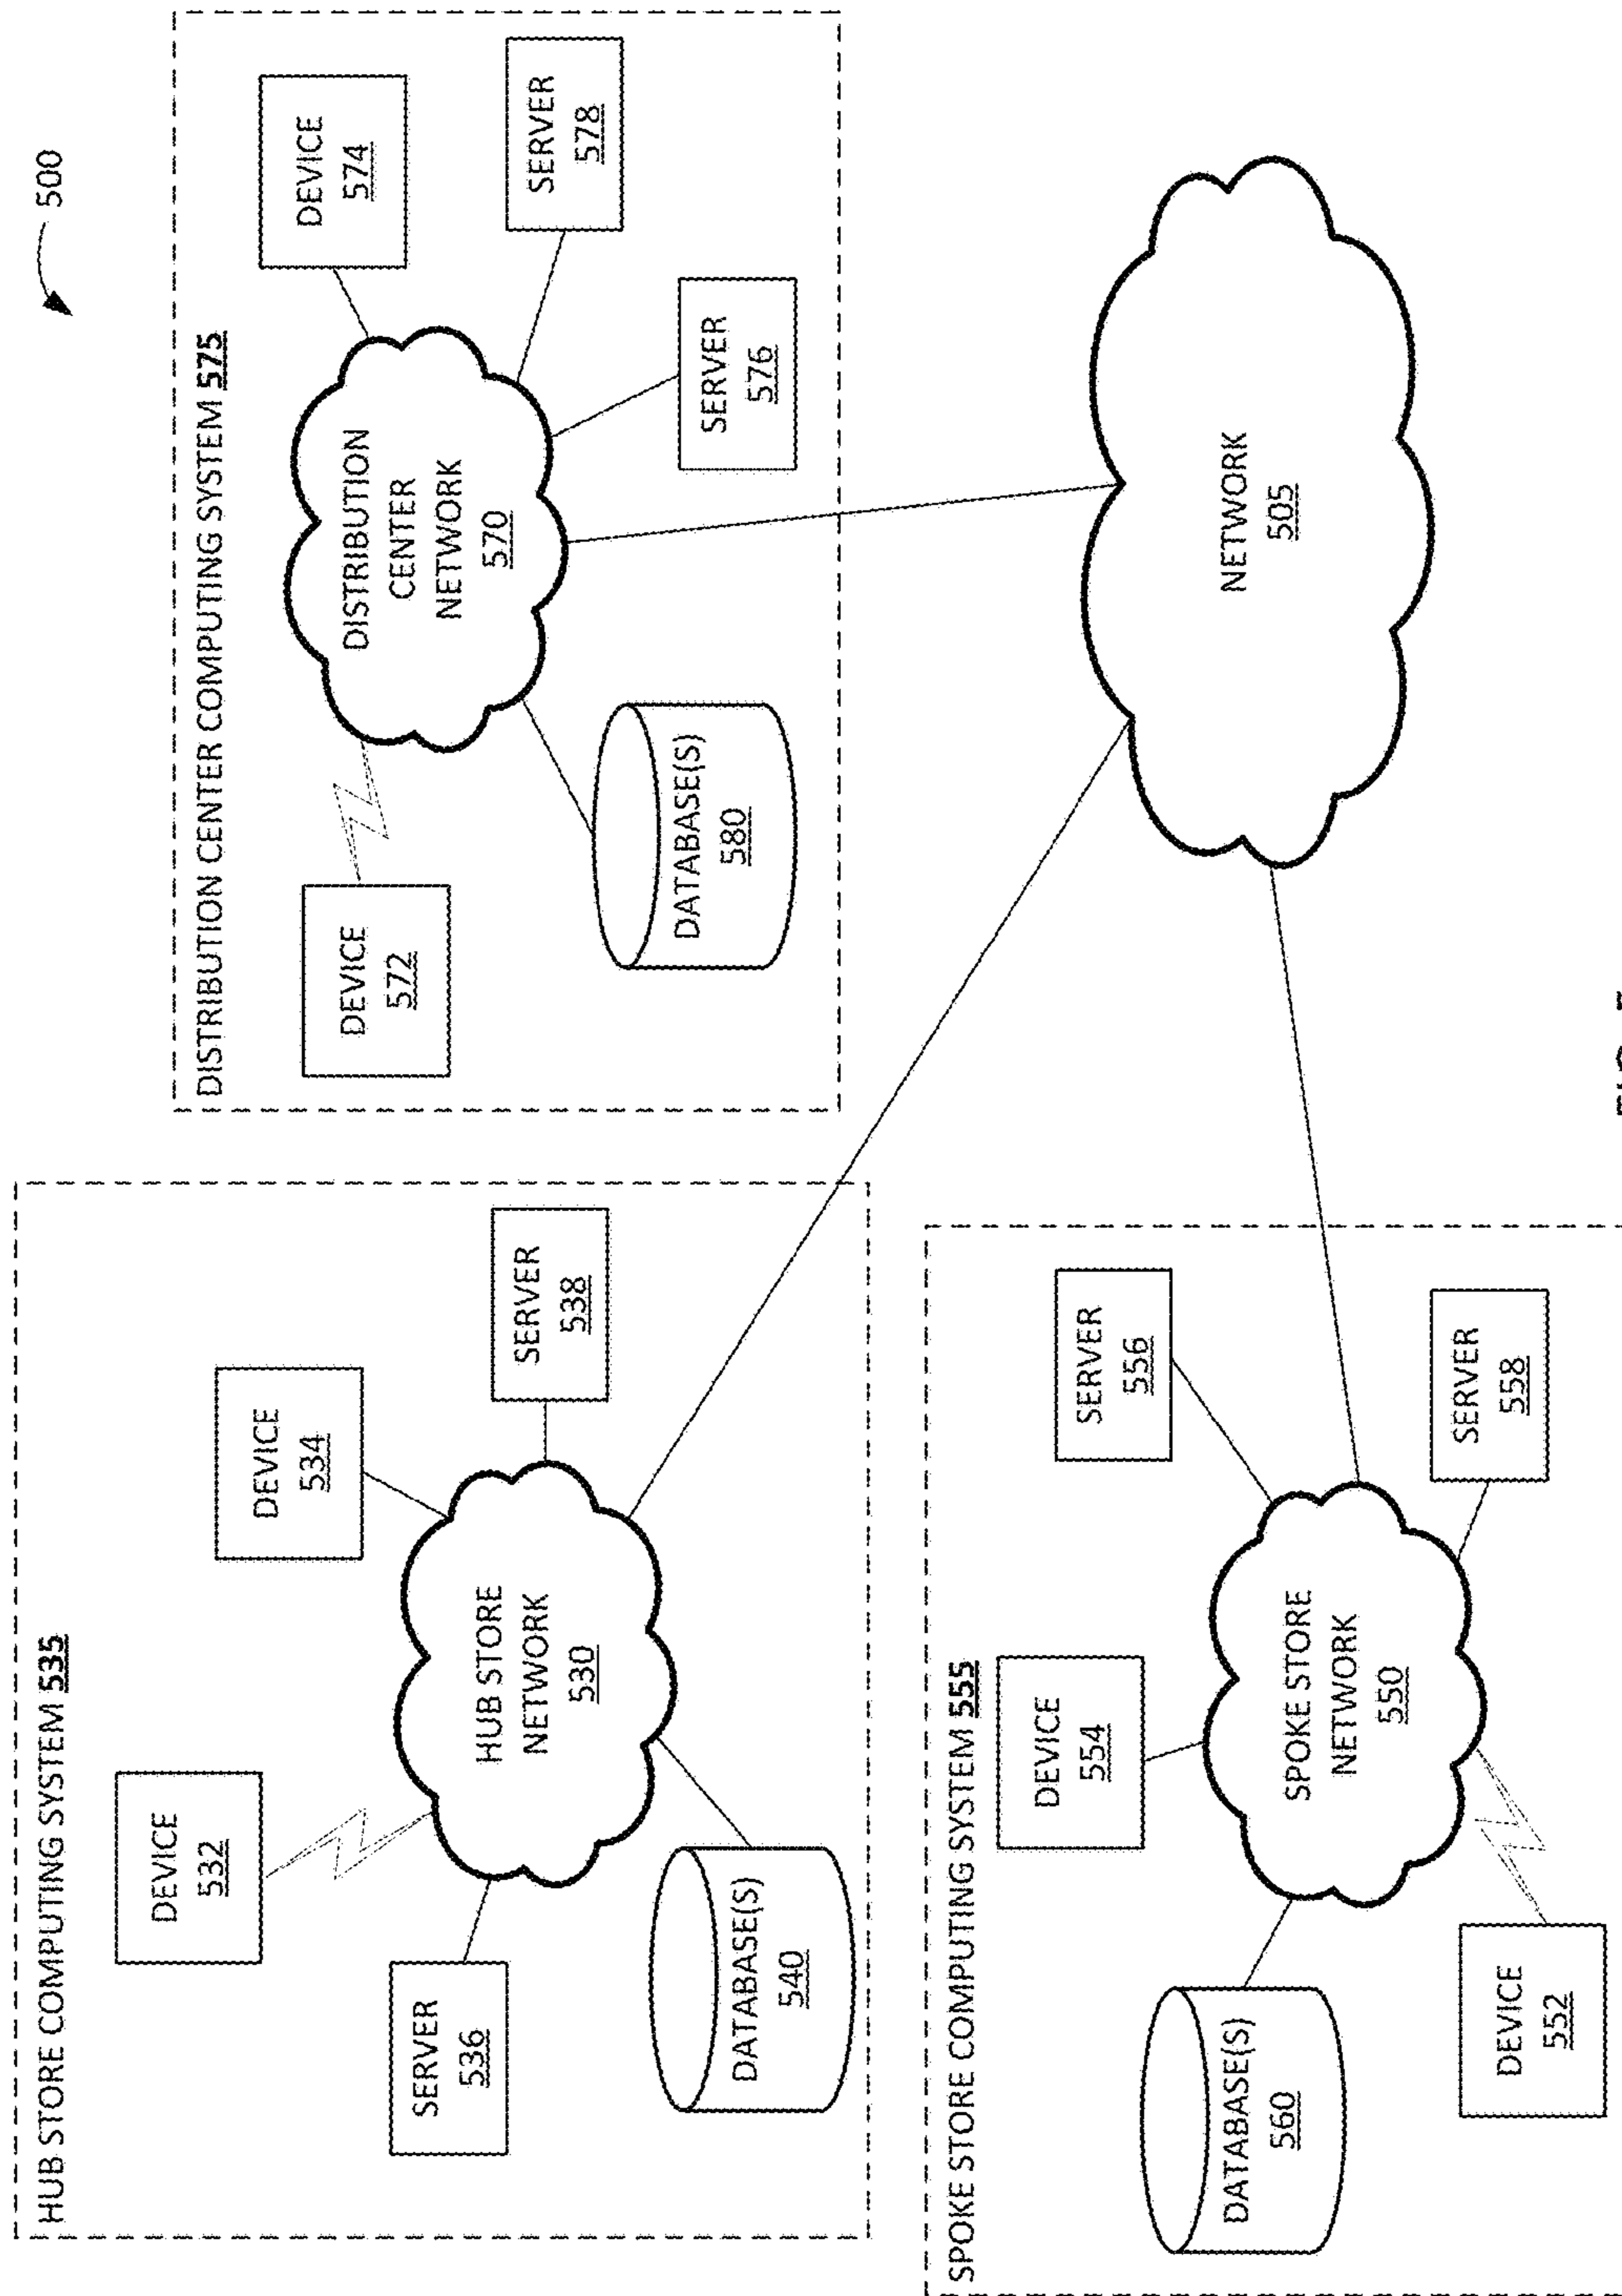 500
HUB STORE COMPUTING SYSTEM 535
DEVICE
532
DEVICE
534
SERVER
536
HUB STORE
NETWORK
530
SERVER
538
DATABASE(S)
540
DISTRIBUTION CENTER COMPUTING SYSTEM 575
DEVICE
572
DISTRIBUTION
CENTER
NETWORK
570
DEVICE
574
SERVER
578
SERVER
576
DATABASE(S)
580
SPOKE STORE COMPUTING SYSTEM 555
DEVICE
554
SERVER
556
DATABASE(S)
560
SPOKE STORE
NETWORK
550
SERVER
558
DEVICE
552
NETWORK
505